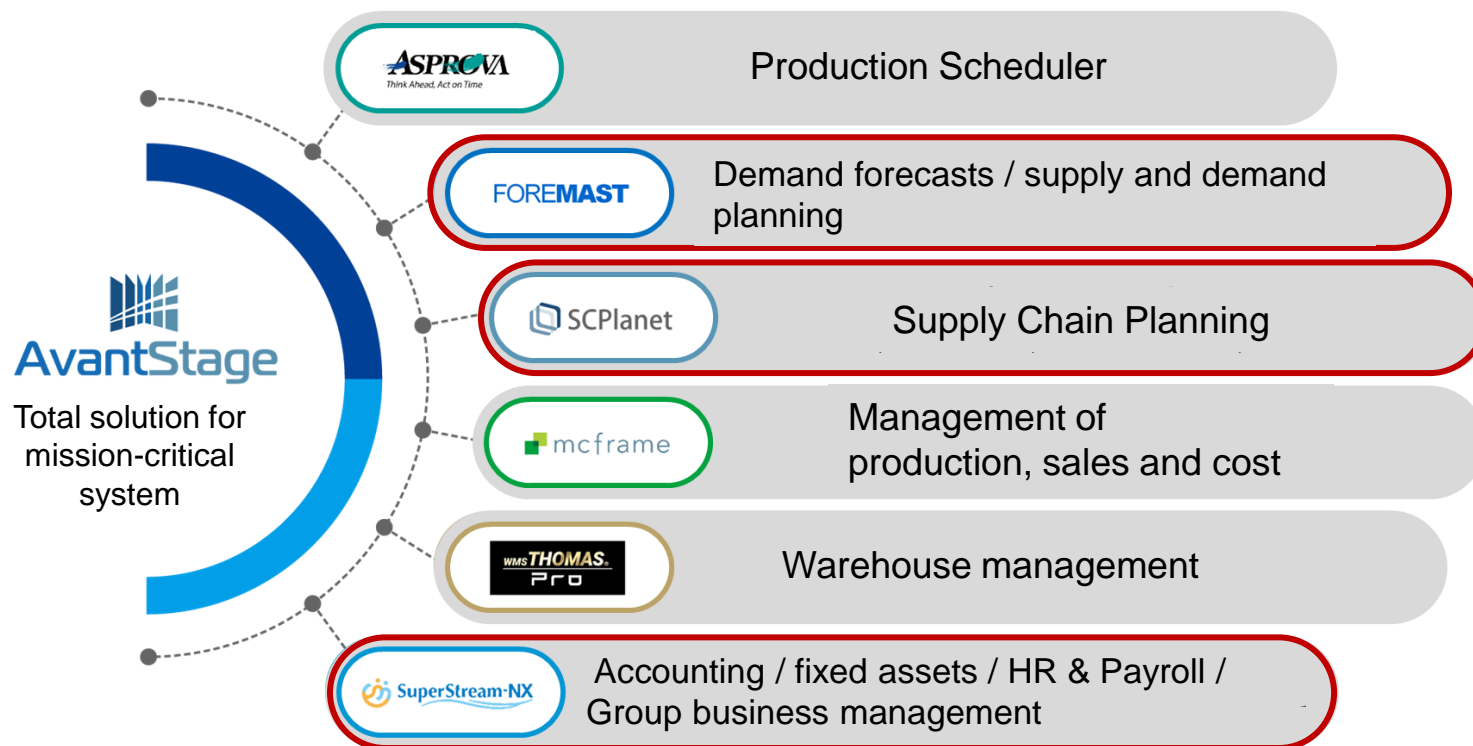 ASPROVA
Think Ahead, Act on Time
Production Scheduler
FOREMAST
Demand forecasts / supply and demand
planning
SCPlanet
Supply Chain Planning
AvantStage
Total solution for
mission-critical
system
mcframe
Management of
production, sales and cost
WMS THOMAS®
Pro
Warehouse management
SuperStream-NX
Accounting / fixed assets / HR & Payroll /
Group business management